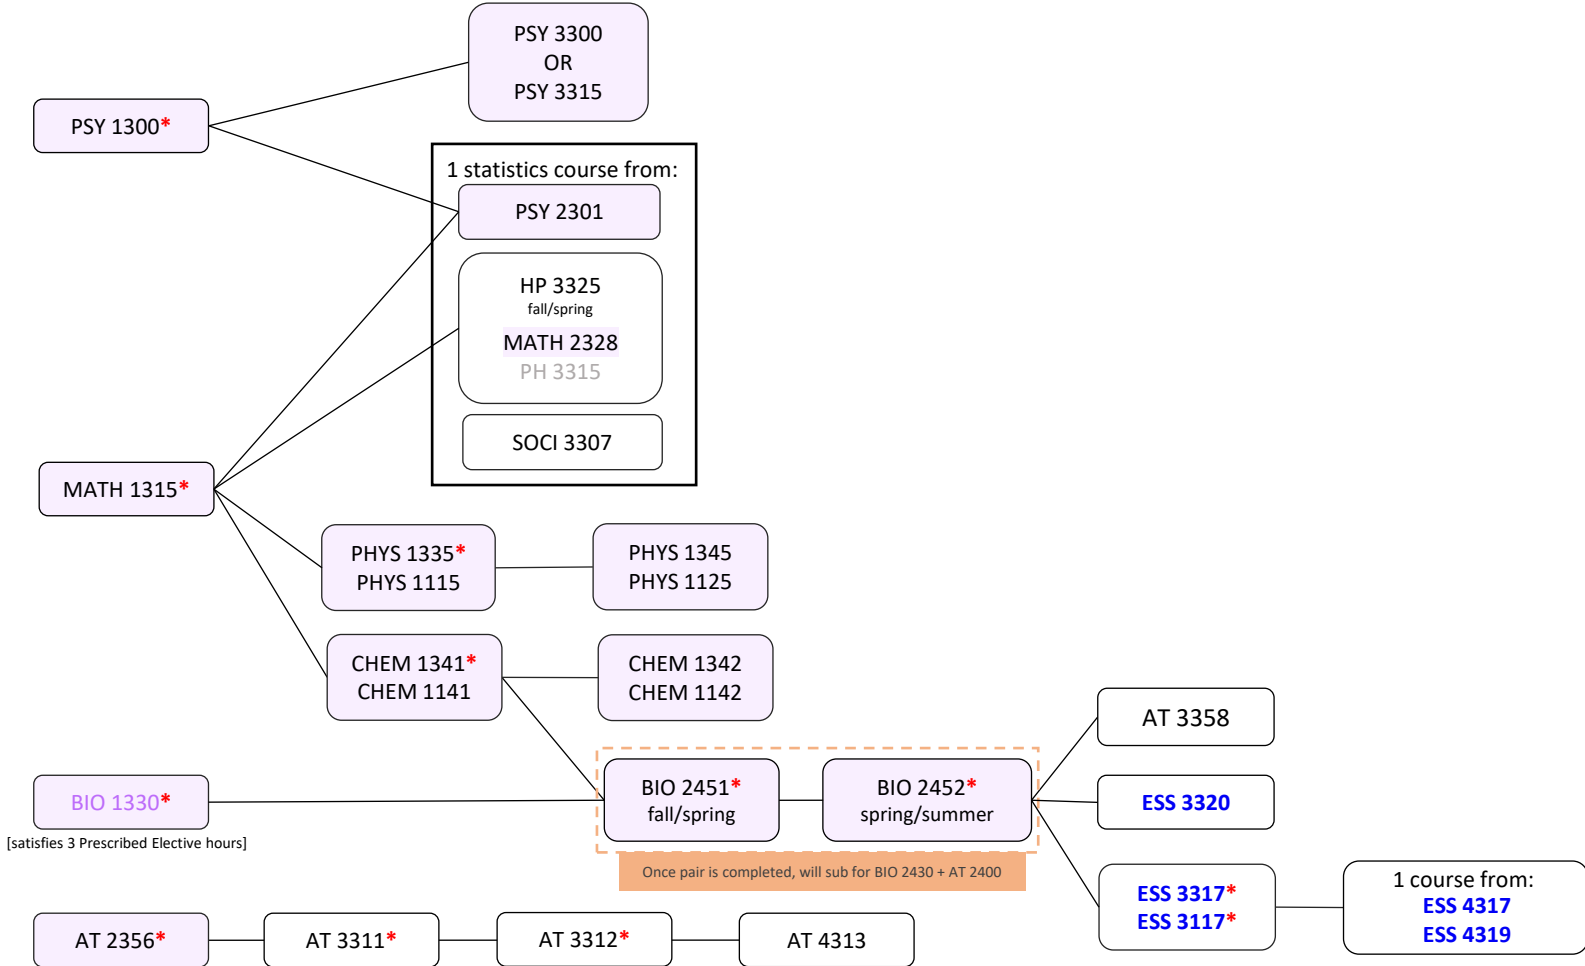 PSY 3300
OR
PSY 3315
PSY 1300*
1 statistics course from:
PSY 2301
HP 3325
fall/spring
MATH 2328
PH 3315
SOCI 3307
MATH 1315*
PHYS 1335*
PHYS 1115
PHYS 1345
PHYS 1125
CHEM 1341*
CHEM 1141
CHEM 1342
CHEM 1142
AT 3358
BIO 1330*
[satisfies 3 Prescribed Elective hours]
BIO 2451*
fall/spring
BIO 2452*
spring/summer
ESS 3320
Once pair is completed, will sub for BIO 2430 + AT 2400
ESS 3317*
ESS 3117*
1 course from:
ESS 4317
ESS 4319
AT 2356*
AT 3311*
AT 3312*
AT 4313